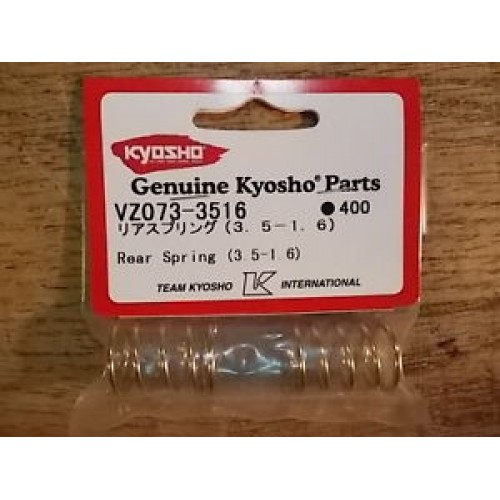 KYOSHO
Genuine Kyosho® Parts
VZ073-3516 ●400
リアスプリング(3.5-1.6)
Rear Spring (3.5-1.6)
TEAM KYOSHO K INTERNATIONAL